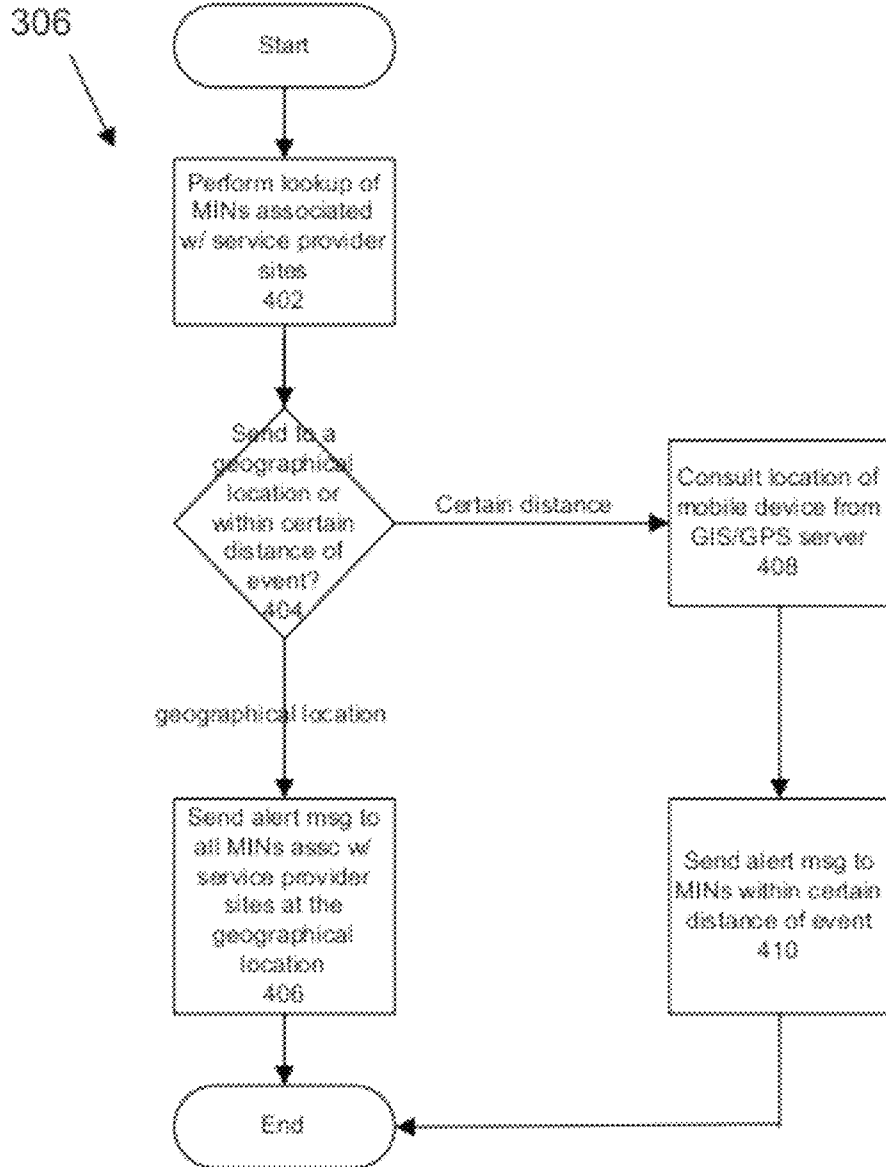 306
Start
Perform lookup of
MINs associated
w/ service provider
sites
402
Send to a
geographical
location or
within certain
distance of
event?
404
Certain distance
Consult location of
mobile device from
GIS/GPS server
408
geographical location
Send alert msg to
all MINs assc w/
service provider
sites at the
geographical
location
406
Send alert msg to
MINs within certain
distance of event
410
End